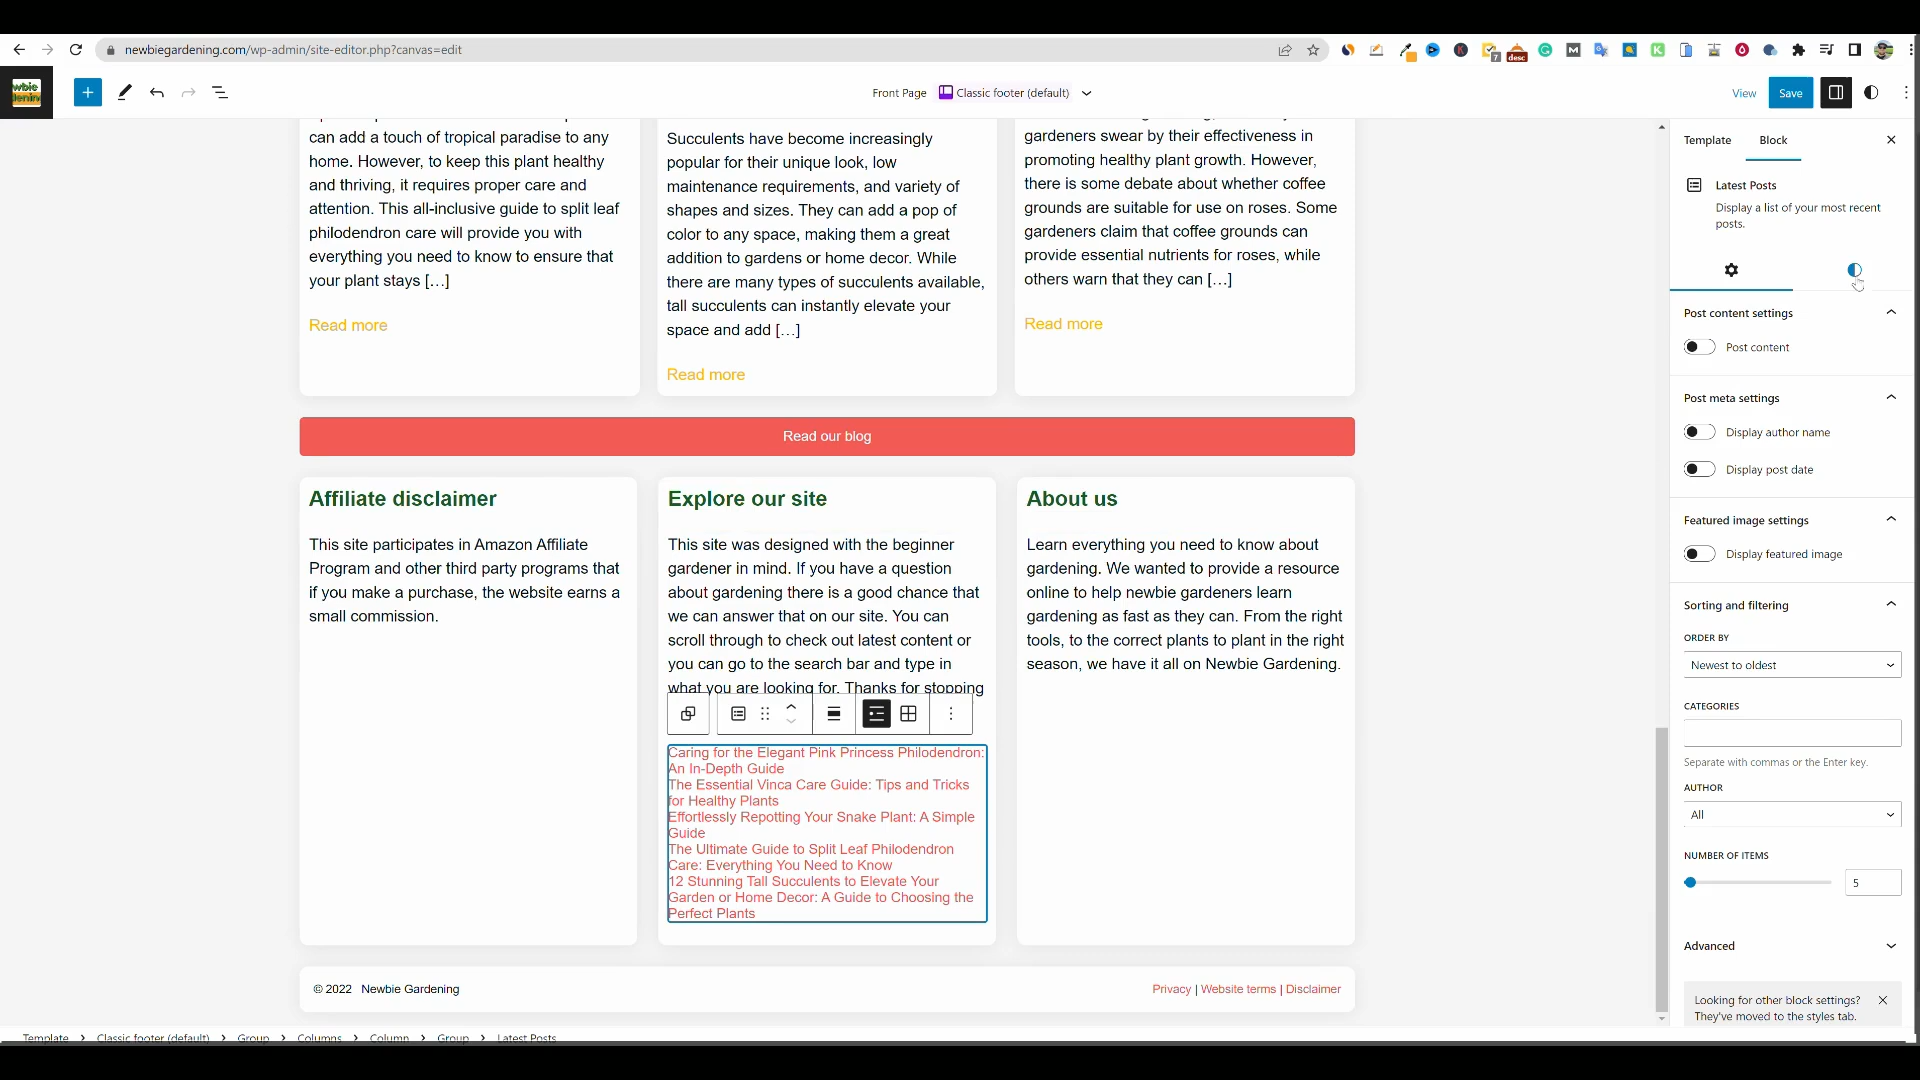 newbiegardening.com/wp-admin/site-editor.php?canvas=edit
7
desc
Front Page
Classic footer (default)
View
Save
can add a touch of tropical paradise to any
home. However, to keep this plant healthy
and thriving, it requires proper care and
attention. This all-inclusive guide to split leaf
philodendron care will provide you with
everything you need to know to ensure that
your plant stays […]
Read more
Succulents have become increasingly
popular for their unique look, low
maintenance requirements, and variety of
shapes and sizes. They can add a pop of
color to any space, making them a great
addition to gardens or home decor. While
there are many types of succulents available,
tall succulents can instantly elevate your
space and add […]
Read more
gardeners swear by their effectiveness in
promoting healthy plant growth. However,
there is some debate about whether coffee
grounds are suitable for use on roses. Some
gardeners claim that coffee grounds can
provide essential nutrients for roses, while
others warn that they can […]
Read more
Read our blog
Affiliate disclaimer
This site participates in Amazon Affiliate
Program and other third party programs that
if you make a purchase, the website earns a
small commission.
Explore our site
This site was designed with the beginner
gardener in mind. If you have a question
about gardening there is a good chance that
we can answer that on our site. You can
scroll through to check out latest content or
you can go to the search bar and type in
what you are looking for. Thanks for stopping
Caring for the Elegant Pink Princess Philodendron:
An In-Depth Guide
The Essential Vinca Care Guide: Tips and Tricks
for Healthy Plants
Effortlessly Repotting Your Snake Plant: A Simple
Guide
The Ultimate Guide to Split Leaf Philodendron
Care: Everything You Need to Know
12 Stunning Tall Succulents to Elevate Your
Garden or Home Decor: A Guide to Choosing the
Perfect Plants
About us
Learn everything you need to know about
gardening. We wanted to provide a resource
online to help newbie gardeners learn
gardening as fast as they can. From the right
tools, to the correct plants to plant in the right
season, we have it all on Newbie Gardening.
© 2022 Newbie Gardening
Privacy | Website terms | Disclaimer
Template > Classic footer (default) > Group > Columns > Column > Group > Latest Posts
Template
Block
Latest Posts
Display a list of your most recent
posts.
Post content settings
Post content
Post meta settings
Display author name
Display post date
Featured image settings
Display featured image
Sorting and filtering
ORDER BY
Newest to oldest
CATEGORIES
Separate with commas or the Enter key.
AUTHOR
All
NUMBER OF ITEMS
5
Advanced
Looking for other block settings?
They've moved to the styles tab.